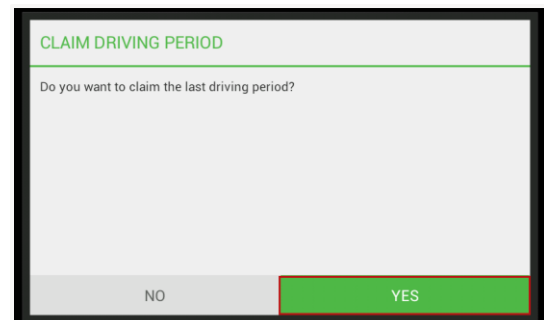 CLAIM DRIVING PERIOD
Do you want to claim the last driving period?
NO
YES